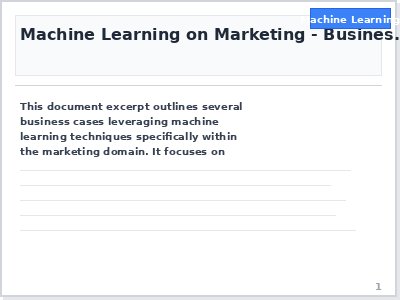 Machine Learning
Machine Learning on Marketing - Busines...
This document excerpt outlines several
business cases leveraging machine
learning techniques specifically within
the marketing domain. It focuses on
1